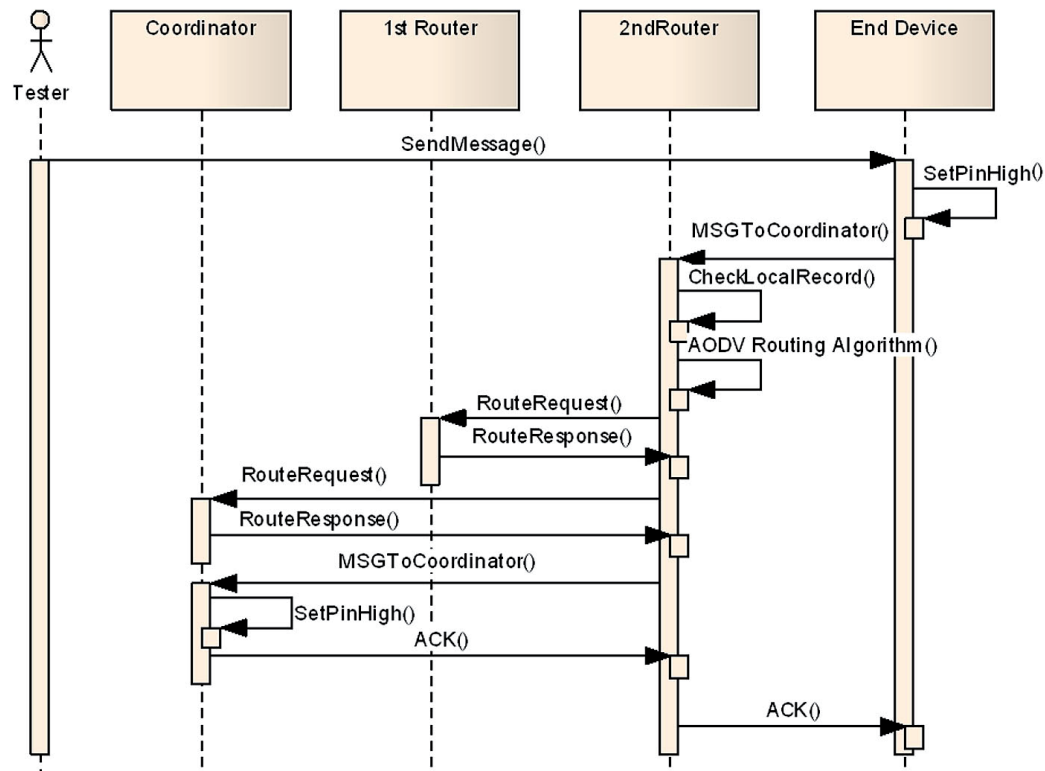 Tester
Coordinator
1st Router
2ndRouter
End Device
SendMessage()
SetPinHigh()
MSGToCoordinator()
CheckLocalRecord()
AODV Routing Algorithm()
RouteRequest()
RouteResponse()
RouteRequest()
RouteResponse()
MSGToCoordinator()
SetPinHigh()
ACK()
ACK()